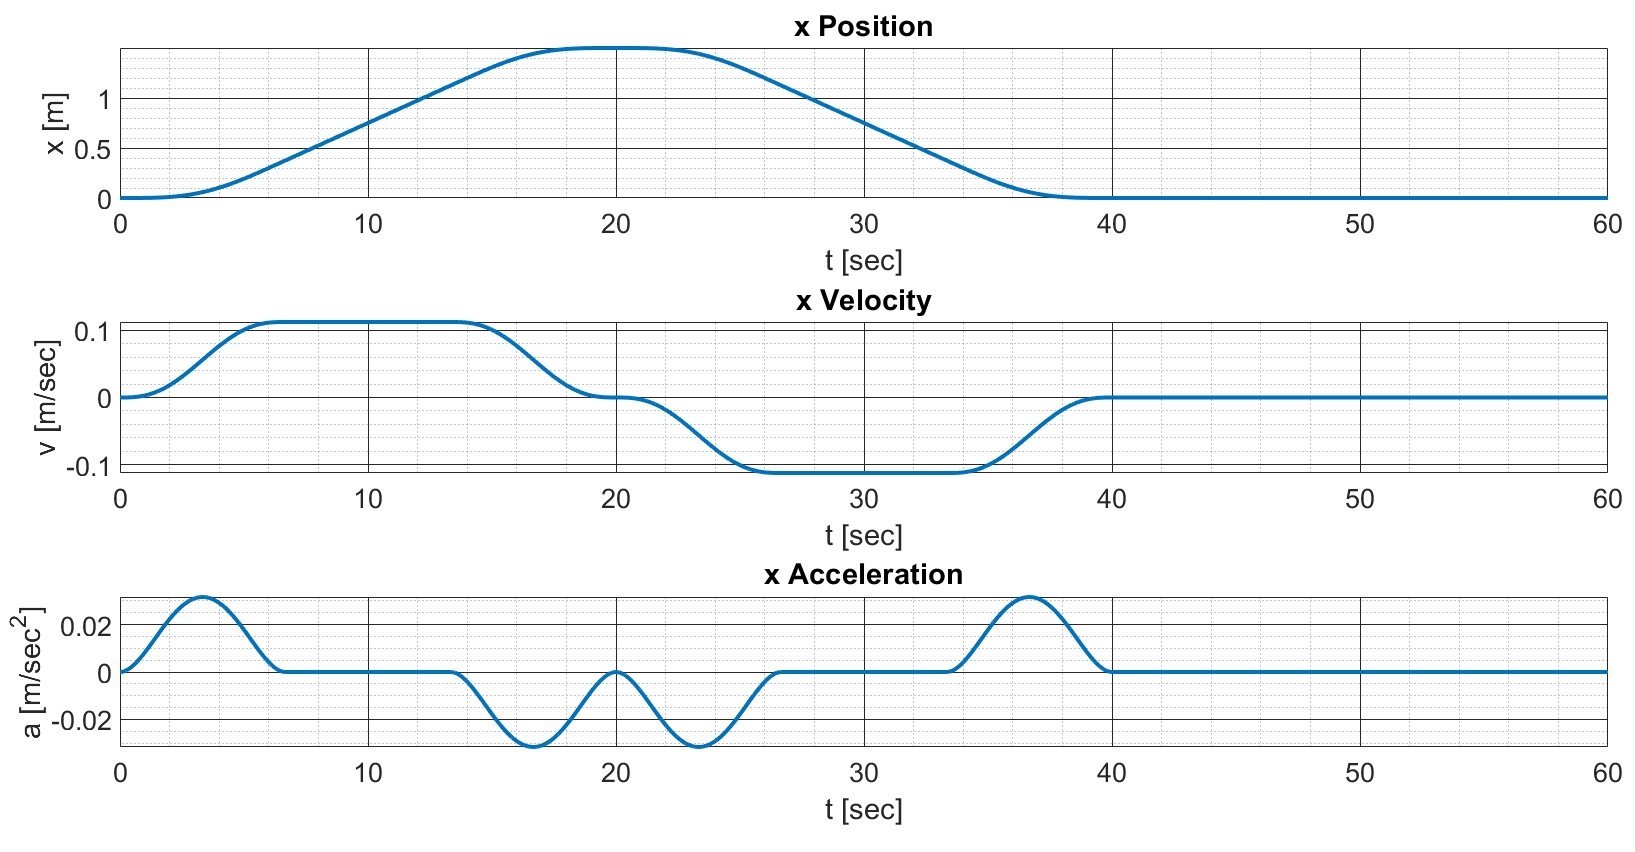 x Position
x [m]
1
0.5
0
0 10 20 30 40 50 60
t [sec]
x Velocity
v [m/sec]
0.1
0
-0.1
0 10 20 30 40 50 60
t [sec]
x Acceleration
a [m/sec²]
0.02
0
-0.02
0 10 20 30 40 50 60
t [sec]